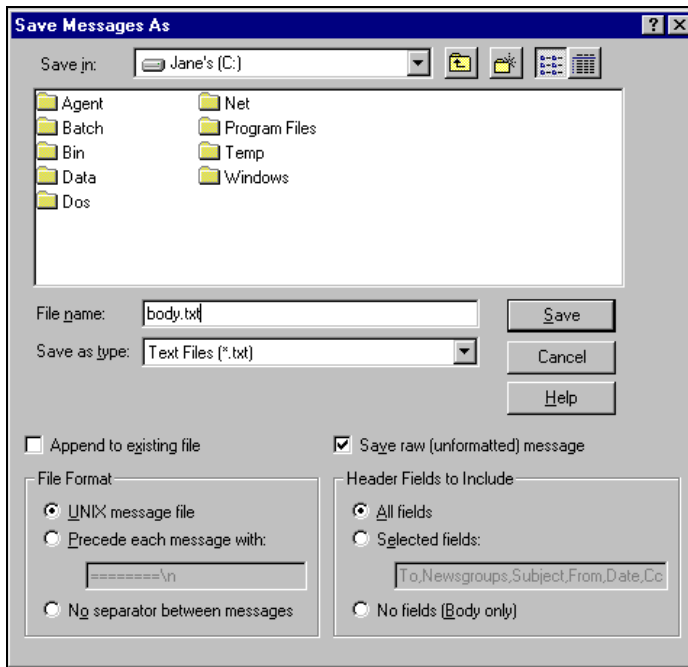 Save Messages As
Save in: Jane's (C:)
Agent Net
Batch Program Files
Bin Temp
Data Windows
Dos
File name: body.txt Save
Save as type: Text Files (*.txt) Cancel
Help
Append to existing file Save raw (unformatted) message
File Format Header Fields to Include
UNIX message file All fields
Precede each message with: Selected fields:
========\n To,Newsgroups,Subject,From,Date,Cc
No separator between messages No fields (Body only)